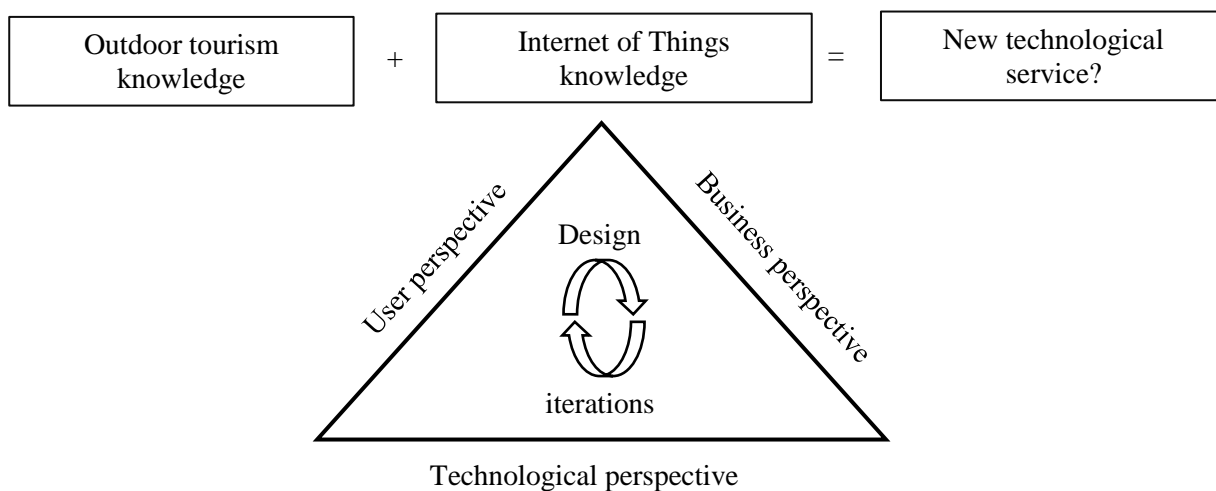 Outdoor tourism
knowledge
+
Internet of Things
knowledge
=
New technological
service?
User perspective
Business perspective
Design
iterations
Technological perspective